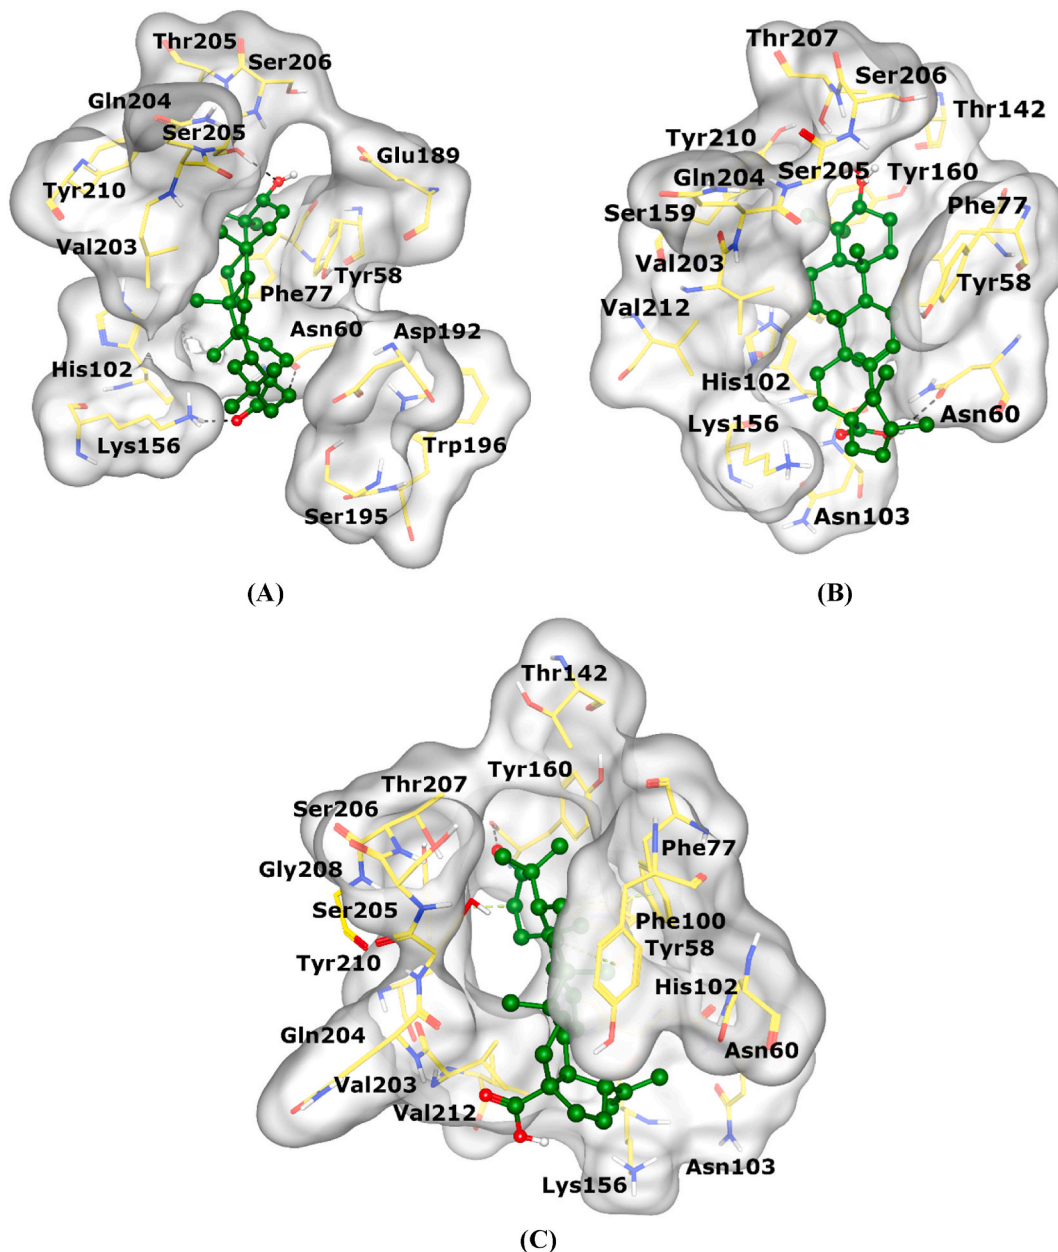 Thr205
Ser206
Gln204
Ser205
Glu189
Tyr210
Val203
Tyr58
Phe77
Asn60
Asp192
His102
Lys156
Trp196
Ser195
(A)
Thr207
Ser206
Thr142
Tyr210
Ser205
Tyr160
Gln204
Phe77
Ser159
Val203
Tyr58
Val212
His102
Asn60
Lys156
Asn103
(B)
Thr142
Tyr160
Thr207
Ser206
Phe77
Gly208
Ser205
Phe100
Tyr58
Tyr210
His102
Gln204
Asn60
Val203
Val212
Asn103
Lys156
(C)